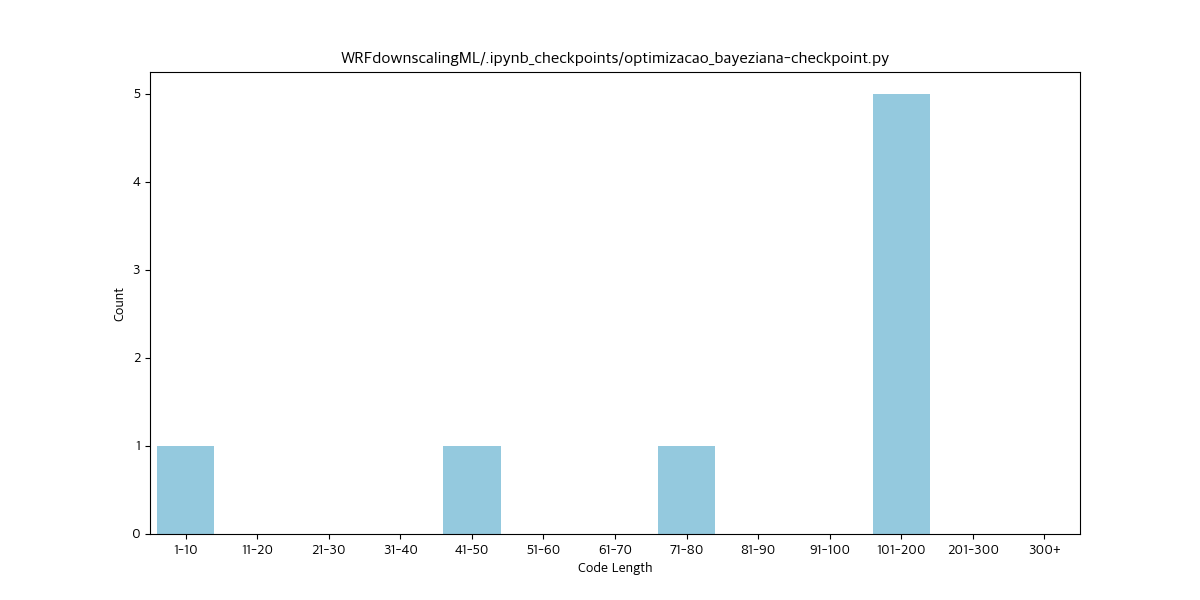 WRFdownscalingML/.ipynb_checkpoints/optimizacao_bayeziana-checkpoint.py
5
4
3
2
1
0
Count
1-10 11-20 21-30 31-40 41-50 51-60 61-70 71-80 81-90 91-100 101-200 201-300 300+
Code Length